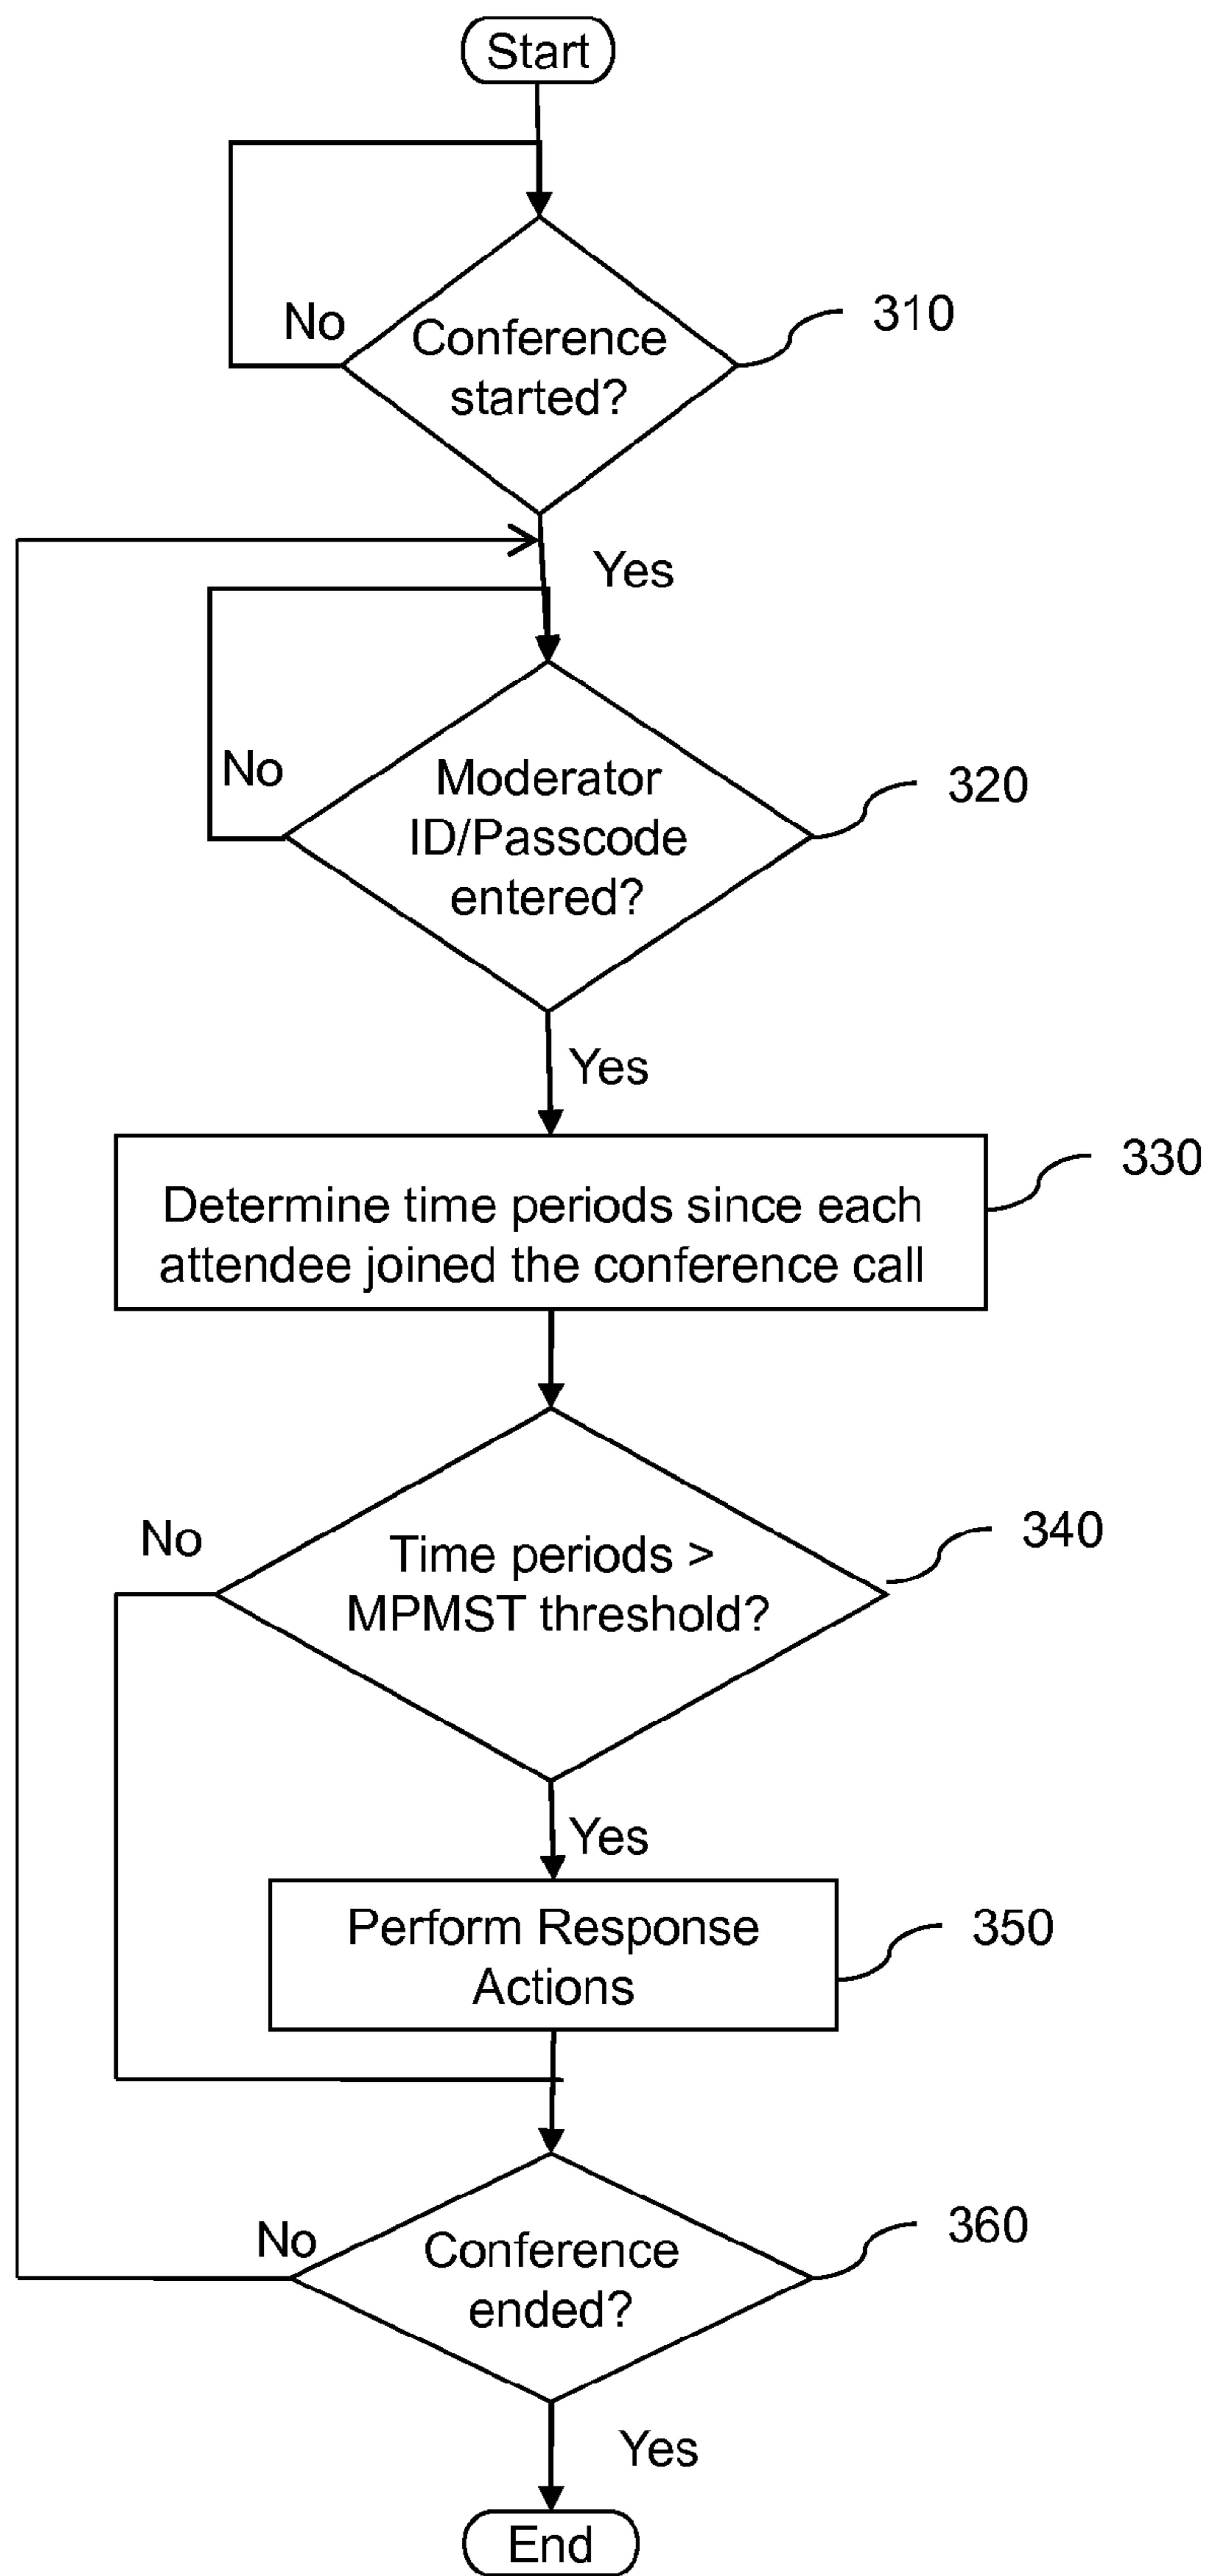 Start
No
Conference
started?
310
Yes
No
Moderator
ID/Passcode
entered?
320
Yes
330
Determine time periods since each
attendee joined the conference call
No
Time periods >
MPMST threshold?
340
Yes
Perform Response
Actions
350
No
Conference
ended?
360
Yes
End